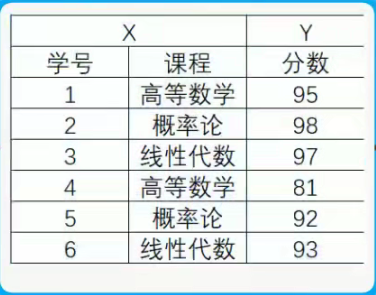 X Y
学号 课程 分数
1 高等数学 95
2 概率论 98
3 线性代数 97
4 高等数学 81
5 概率论 92
6 线性代数 93